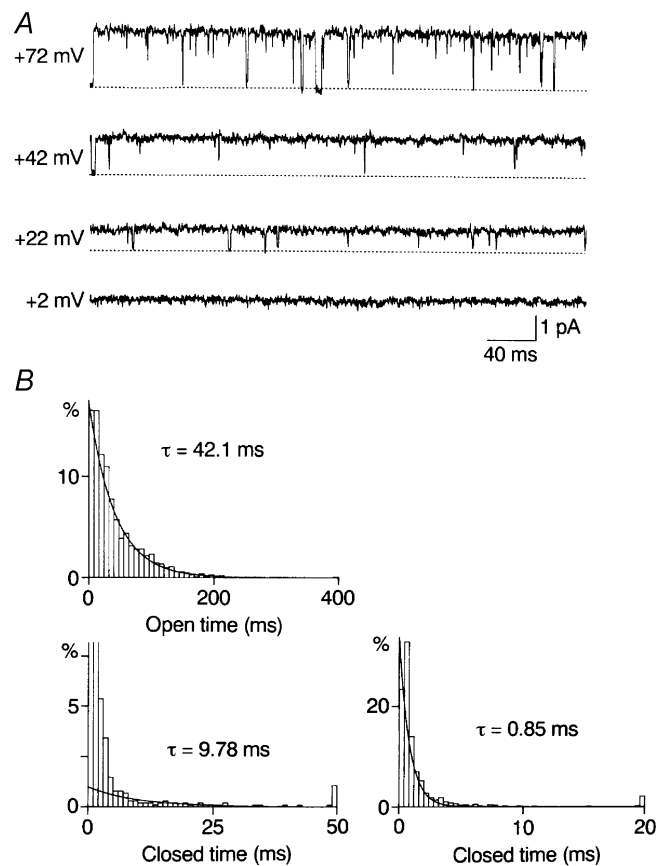 A
+72 mV
+42 mV
+22 mV
+2 mV
1 pA
40 ms
B
%
10
0
τ = 42.1 ms
0 200 400
Open time (ms)
%
5
0
τ = 9.78 ms
0 25 50
Closed time (ms)
%
20
0
τ = 0.85 ms
0 10 20
Closed time (ms)